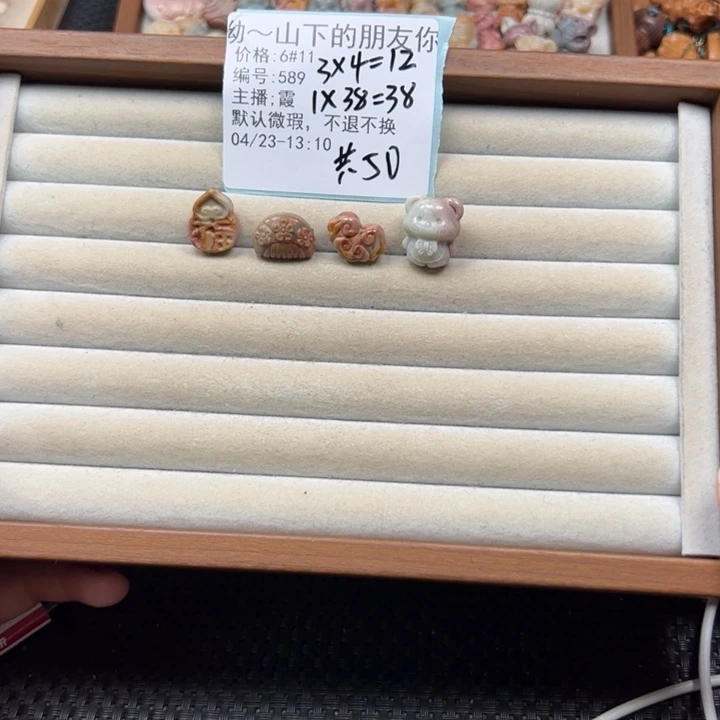 幼～山下的朋友你
价格:6#11
3×4=12
编号:589
1×38=38
主播;霞
默认微瑕，不退不换
04/23-13:10
共50